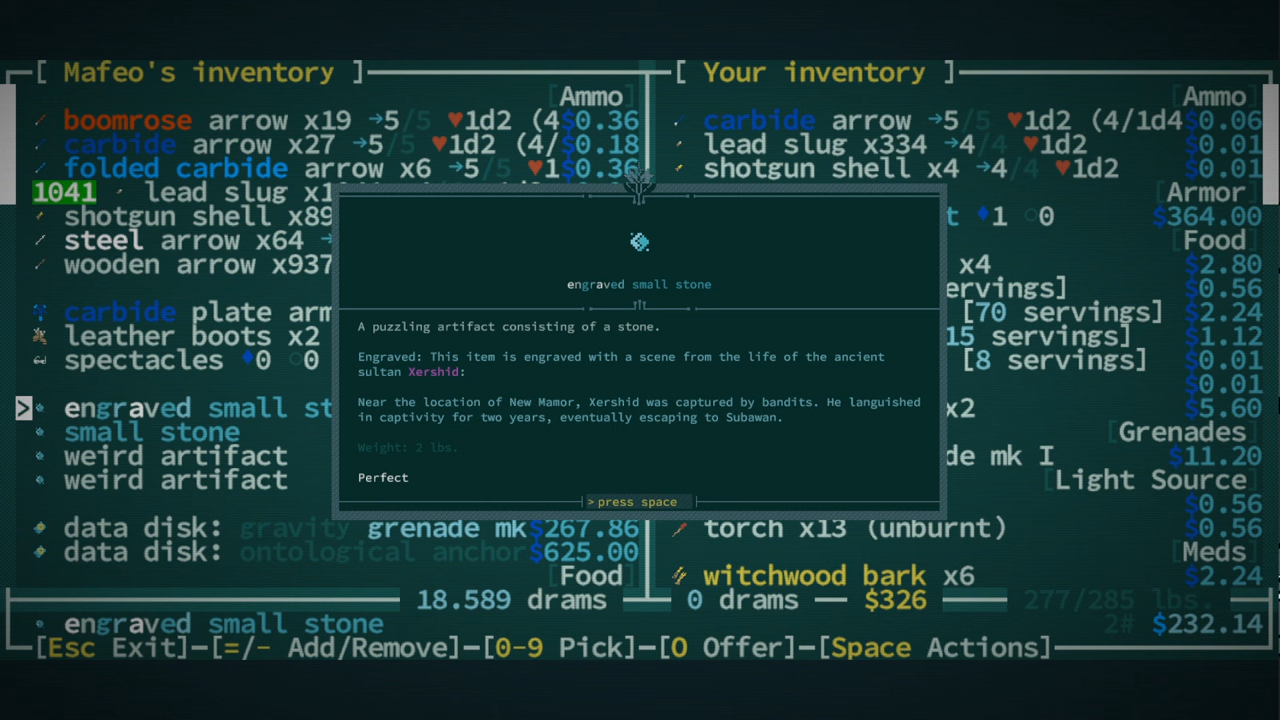 [ Mafeo's inventory ]
[Ammo]
boomrose arrow x19 →5/5 ♥1d2 (4 $0.36
carbide arrow x27 →5/5 ♥1d2 (4/ $0.18
folded carbide arrow x6 →5/5 ♥1 $0.36
1041 lead slug x1
shotgun shell x89
steel arrow x64
wooden arrow x937
carbide plate arm
leather boots x2
spectacles ♦0 ○0
> engraved small st
small stone
weird artifact
weird artifact
data disk: gravity grenade mk $267.86
data disk: ontological anchor $625.00
[Food]
18.589 drams
[ Your inventory ]
[Ammo]
carbide arrow →5/5 ♥1d2 (4/1d4 $0.06
lead slug x334 →4/4 ♥1d2 $0.01
shotgun shell x4 →4/4 ♥1d2 $0.01
[Armor]
t ♦1 ○0 $364.00
[Food]
x4 $2.80
ervings] $0.56
[70 servings] $2.24
15 servings] $1.12
[8 servings] $0.01
$0.01
x2 $5.60
[Grenades]
de mk I $11.20
[Light Source]
$0.56
torch x13 (unburnt) $0.56
[Meds]
witchwood bark x6 $2.24
0 drams — $326
277/285 lbs.
engraved small stone
A puzzling artifact consisting of a stone.
Engraved: This item is engraved with a scene from the life of the ancient
sultan Xershid:
Near the location of New Mamor, Xershid was captured by bandits. He languished
in captivity for two years, eventually escaping to Subawan.
Weight: 2 lbs.
Perfect
>press space
engraved small stone 2# $232.14
[Esc Exit]—[=/- Add/Remove]—[0-9 Pick]—[O Offer]—[Space Actions]